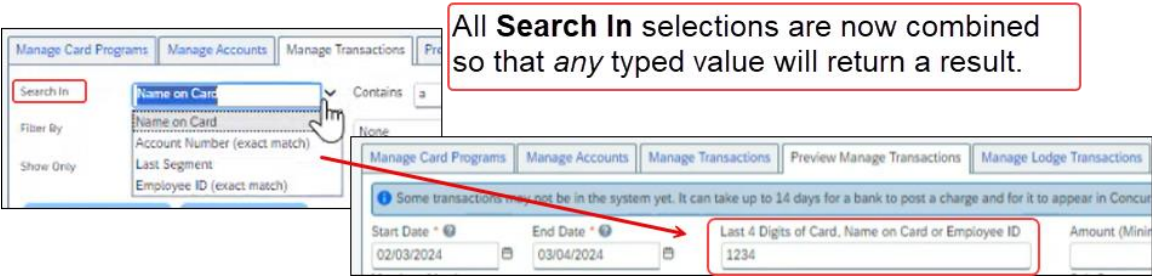 All Search In selections are now combined
so that any typed value will return a result.
Manage Card Programs Manage Accounts Manage Transactions Pre
Search In Name on Card Contains a
Filter By Name on Card None
Account Number (exact match)
Show Only Last Segment
Employee ID (exact match)
Manage Card Programs Manage Accounts Manage Transactions Preview Manage Transactions Manage Lodge Transactions
Some transactions may not be in the system yet. It can take up to 14 days for a bank to post a charge and for it to appear in Concur
Start Date * End Date * Last 4 Digits of Card, Name on Card or Employee ID Amount (Minim
02/03/2024 03/04/2024 1234